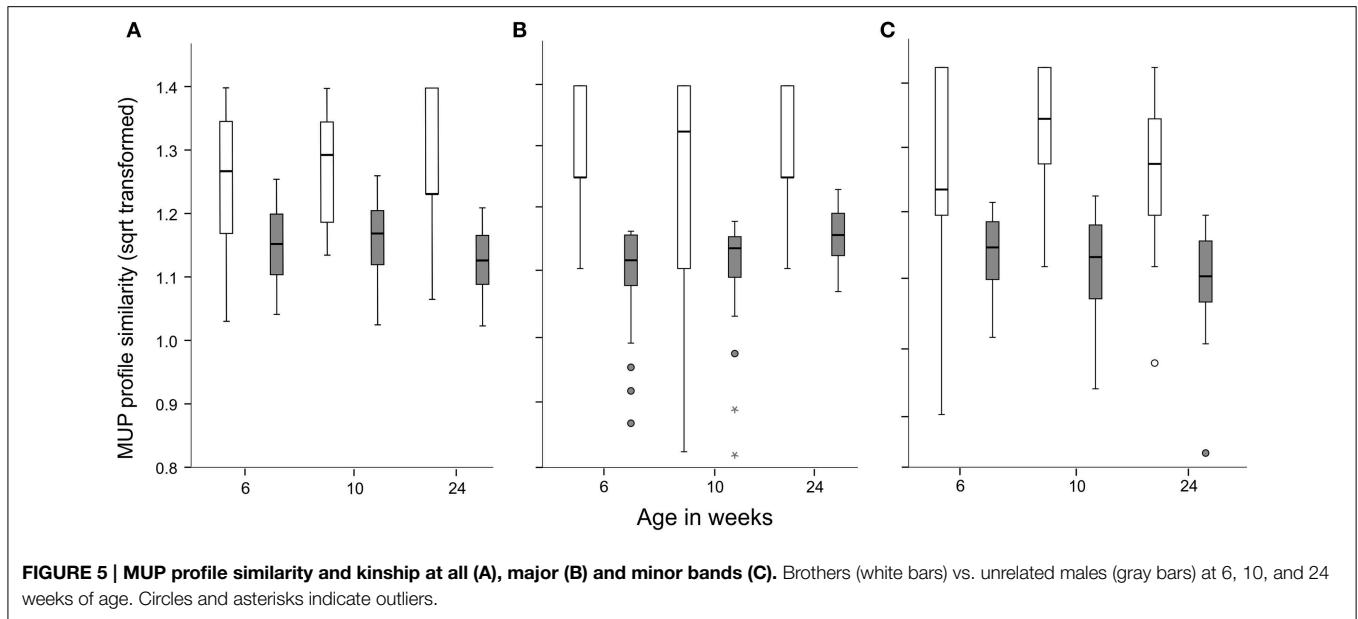 A
B
C
MUP profile similarity (sqrt transformed)
1.4
1.3
1.2
1.1
1.0
0.9
0.8
6 10 24
6 10 24
6 10 24
Age in weeks
FIGURE 5 | MUP profile similarity and kinship at all (A), major (B) and minor bands (C). Brothers (white bars) vs. unrelated males (gray bars) at 6, 10, and 24
weeks of age. Circles and asterisks indicate outliers.